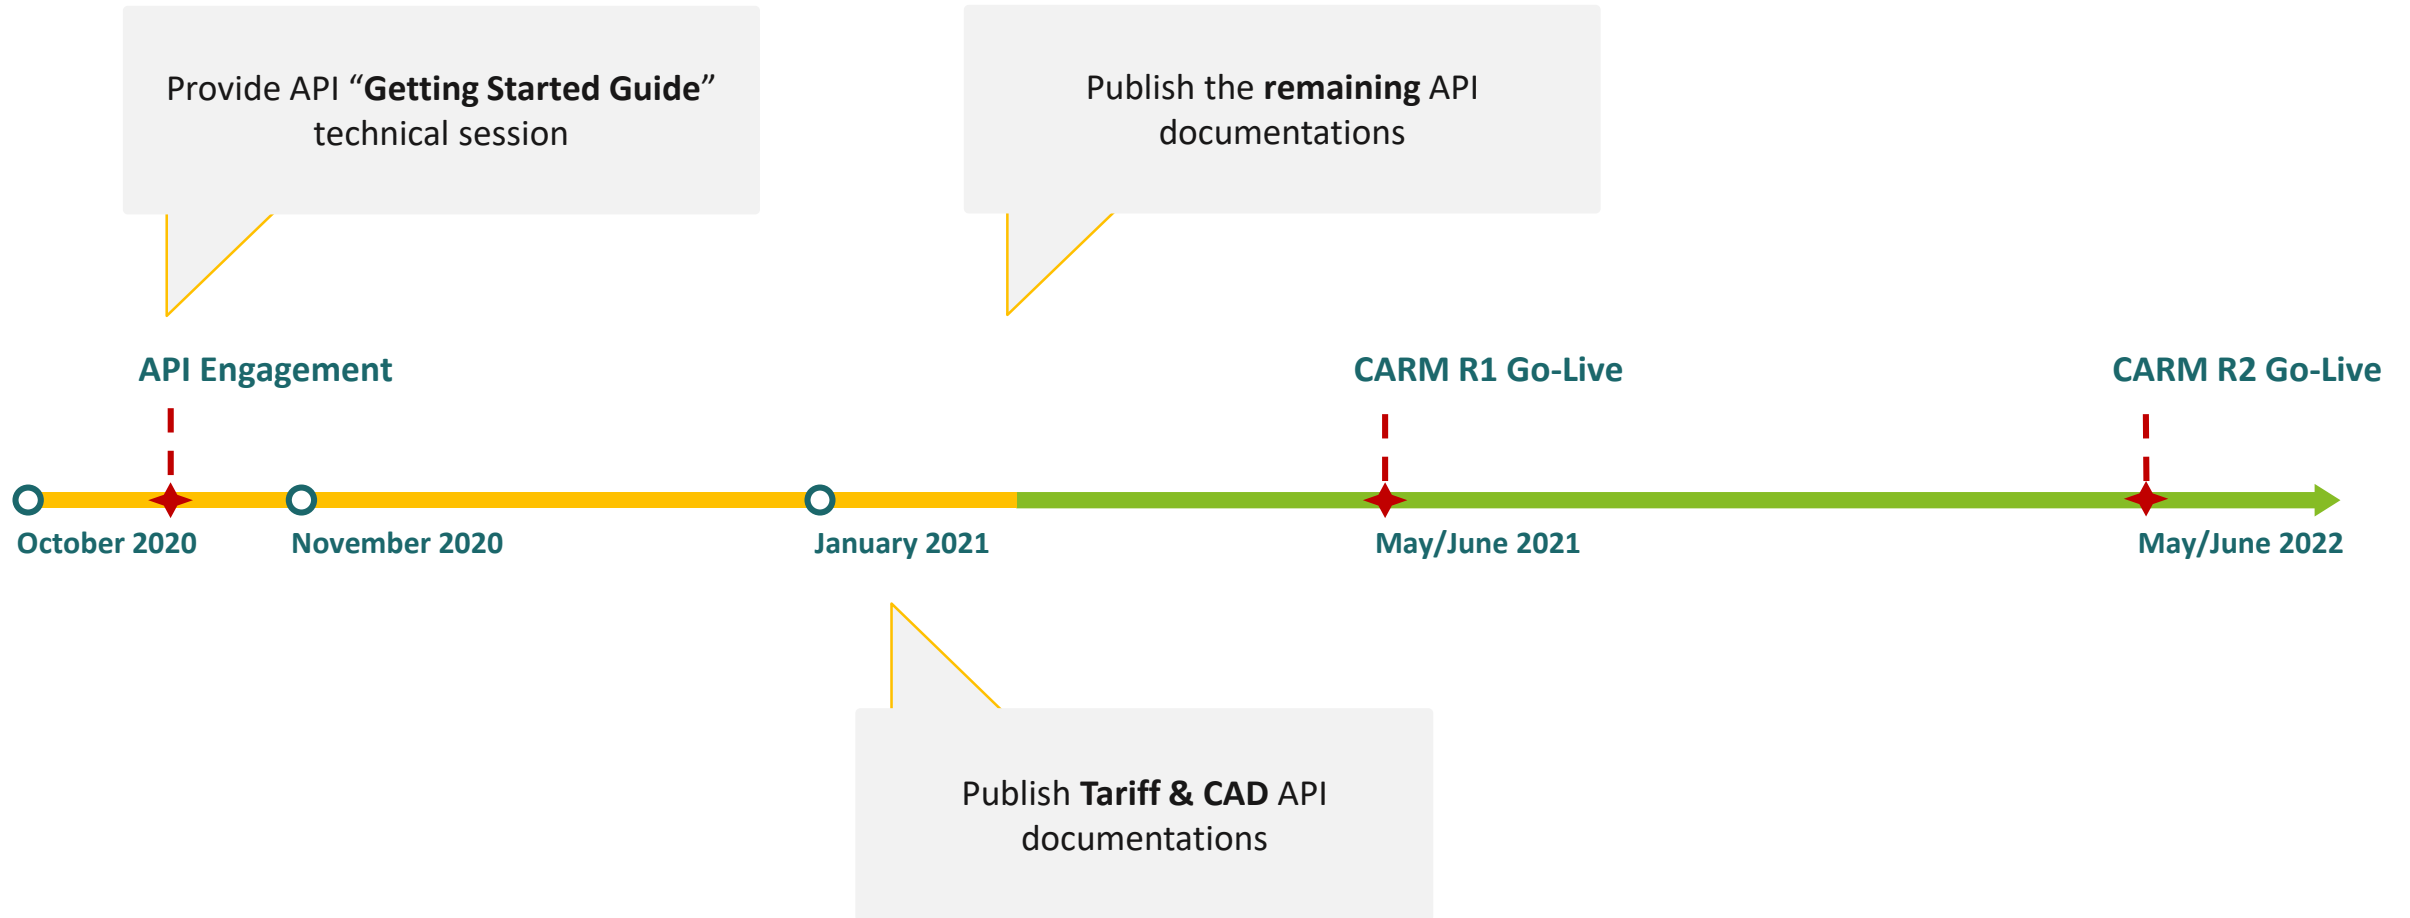 Provide API “Getting Started Guide”
technical session
Publish the remaining API
documentations
API Engagement
CARM R1 Go-Live
CARM R2 Go-Live
October 2020
November 2020
January 2021
May/June 2021
May/June 2022
Publish Tariff & CAD API
documentations